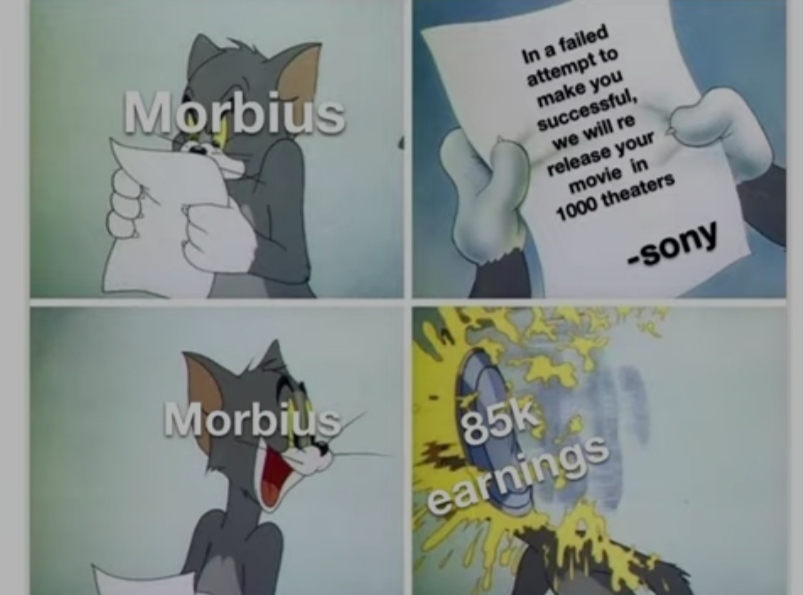 Morbius
In a failed
attempt to
make you
successful,
we will re
release your
movie in
1000 theaters
-sony
Morbius
85k
earnings